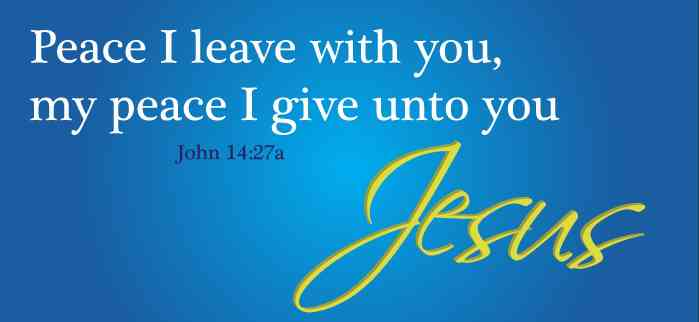 Peace I leave with you,
my peace I give unto you
John 14:27a
Jesus